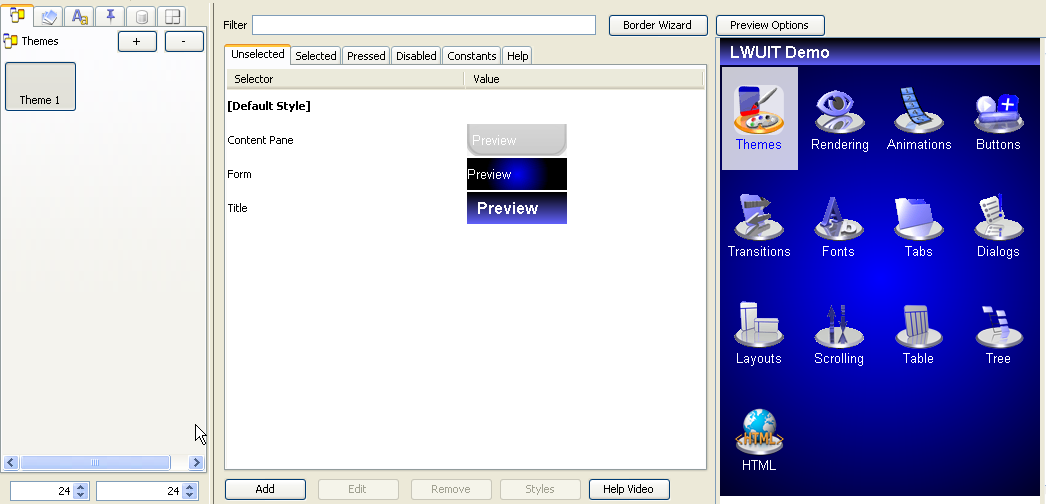 Filter Border Wizard Preview Options
Themes + -
Theme 1
Unselected Selected Pressed Disabled Constants Help
Selector Value
[Default Style]
Content Pane Preview
Form Preview
Title Preview
LWUIT Demo
Themes Rendering Animations Buttons
Transitions Fonts Tabs Dialogs
Layouts Scrolling Table Tree
HTML
HTML
24 24
Add Edit Remove Styles Help Video